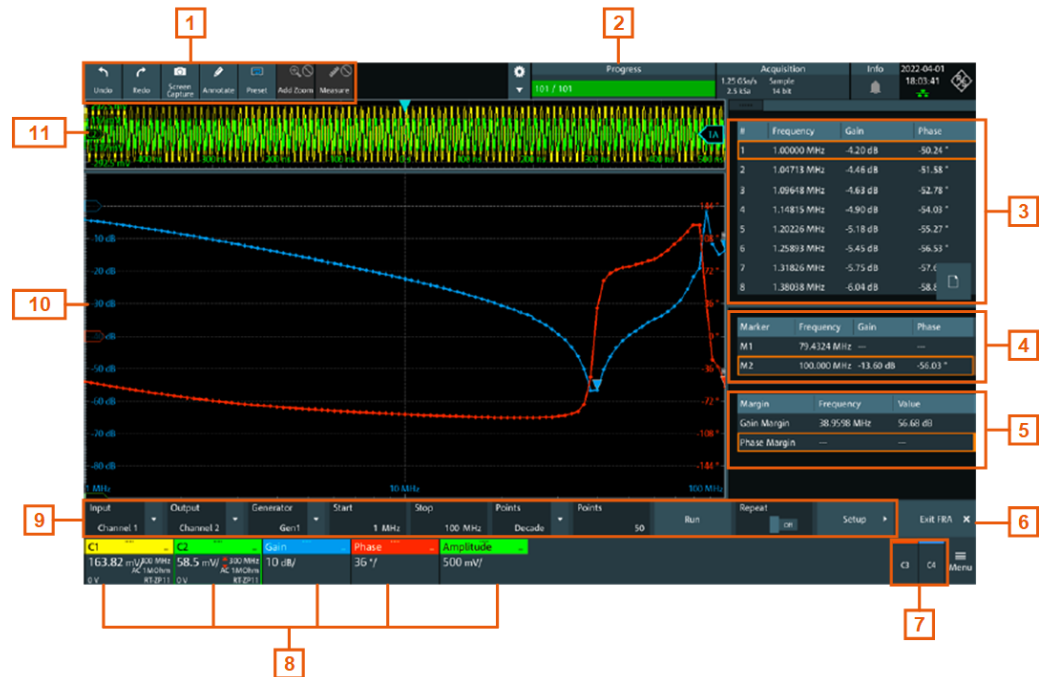 1
2
Undo
Redo
Screen Capture
Annotate
Preset
Add Zoom
Measure
Progress
101 / 101
Acquisition
1.25 GSa/s Sample
2.5 kSa 14 bit
Info
2022-04-01
18:03:41
11
1A
# Frequency Gain Phase
1 1.00000 MHz -4.20 dB -50.24 °
2 1.04713 MHz -4.46 dB -51.58 °
3 1.09648 MHz -4.63 dB -52.78 °
4 1.14815 MHz -4.90 dB -54.03 °
5 1.20226 MHz -5.18 dB -55.27 °
6 1.25893 MHz -5.45 dB -56.53 °
7 1.31826 MHz -5.75 dB
8 1.38038 MHz -6.04 dB
3
144°
-10 dB
108°
-20 dB
72°
10
-30 dB
36°
-50 dB
-36
-60 dB
-72°
-70 dB
-108°
-80 dB
-144°
1 MHz
10 MHz
100 MHz
Marker Frequency Gain Phase
M1 79.4324 MHz --- ---
M2 100.000 MHz -13.60 dB -56.03 °
4
Margin Frequency Value
Gain Margin 38.9598 MHz 56.68 dB
Phase Margin --- ---
5
9
Input
Channel 1
Output
Channel 2
Generator
Gen1
Start
1 MHz
Stop
100 MHz
Points
Decade
Points
50
Run
Repeat
Off
Setup
Exit FRA ×
6
C1
163.82 mV/ 300 MHz
AC 1MOhm
0 V RT-ZP11
C2
58.5 mV/ 300 MHz
AC 1MOhm
0 V RT-ZP11
Gain
10 dB/
Phase
36 °/
Amplitude
500 mV/
C3
C4
Menu
7
8